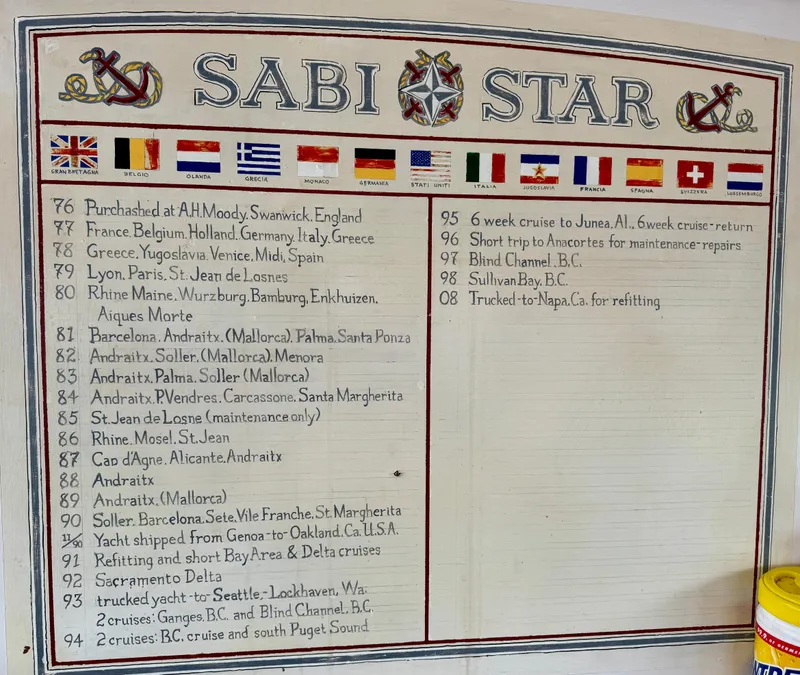 SABI STAR
GRAN BRETAGNA BELGIO OLANDA GRECIA MONACO GERMANIA STATI UNITI ITALIA JUGOSLAVIA FRANCIA SPAGNA SVIZZERA LUSSEMBURGO
76 Purchashed at A.H.Moody, Swanwick, England
77 France, Belgium, Holland, Germany, Italy, Greece
78 Greece, Yugoslavia, Venice, Midi, Spain
79 Lyon, Paris, St. Jean de Losnes
80 Rhine Maine, Wurzburg, Bamburg, Enkhuizen,
Aiques Morte
81 Barcelona, Andraitx, (Mallorca), Palma, Santa Ponza
82 Andraitx, Soller, (Mallorca), Menora
83 Andraitx, Palma, Soller (Mallorca)
84 Andraitx, P.Vendres, Carcassone, Santa Margherita
85 St. Jean de Losne (maintenance only)
86 Rhine, Mosel, St. Jean
87 Cap d'Agne, Alicante, Andraitx
88 Andraitx
89 Andraitx, (Mallorca)
90 Soller, Barcelona, Sete, Vile Franche, St. Margherita
11/90 Yacht shipped from Genoa-to-Oakland, Ca. U.S.A.
91 Refitting and short Bay Area & Delta cruises
92 Sacramento Delta
93 trucked yacht-to-Seattle,-Lockhaven, Wa:
2 cruises: Ganges, B.C. and Blind Channel, B.C.
94 2 cruises: B.C. cruise and south Puget Sound
95 6 week cruise to Junea, Al., 6 week cruise-return
96 Short trip to Anacortes for maintenance-repairs
97 Blind Channel, B.C.
98 Sullivan Bay, B.C.
08 Trucked-to-Napa, Ca. for refitting